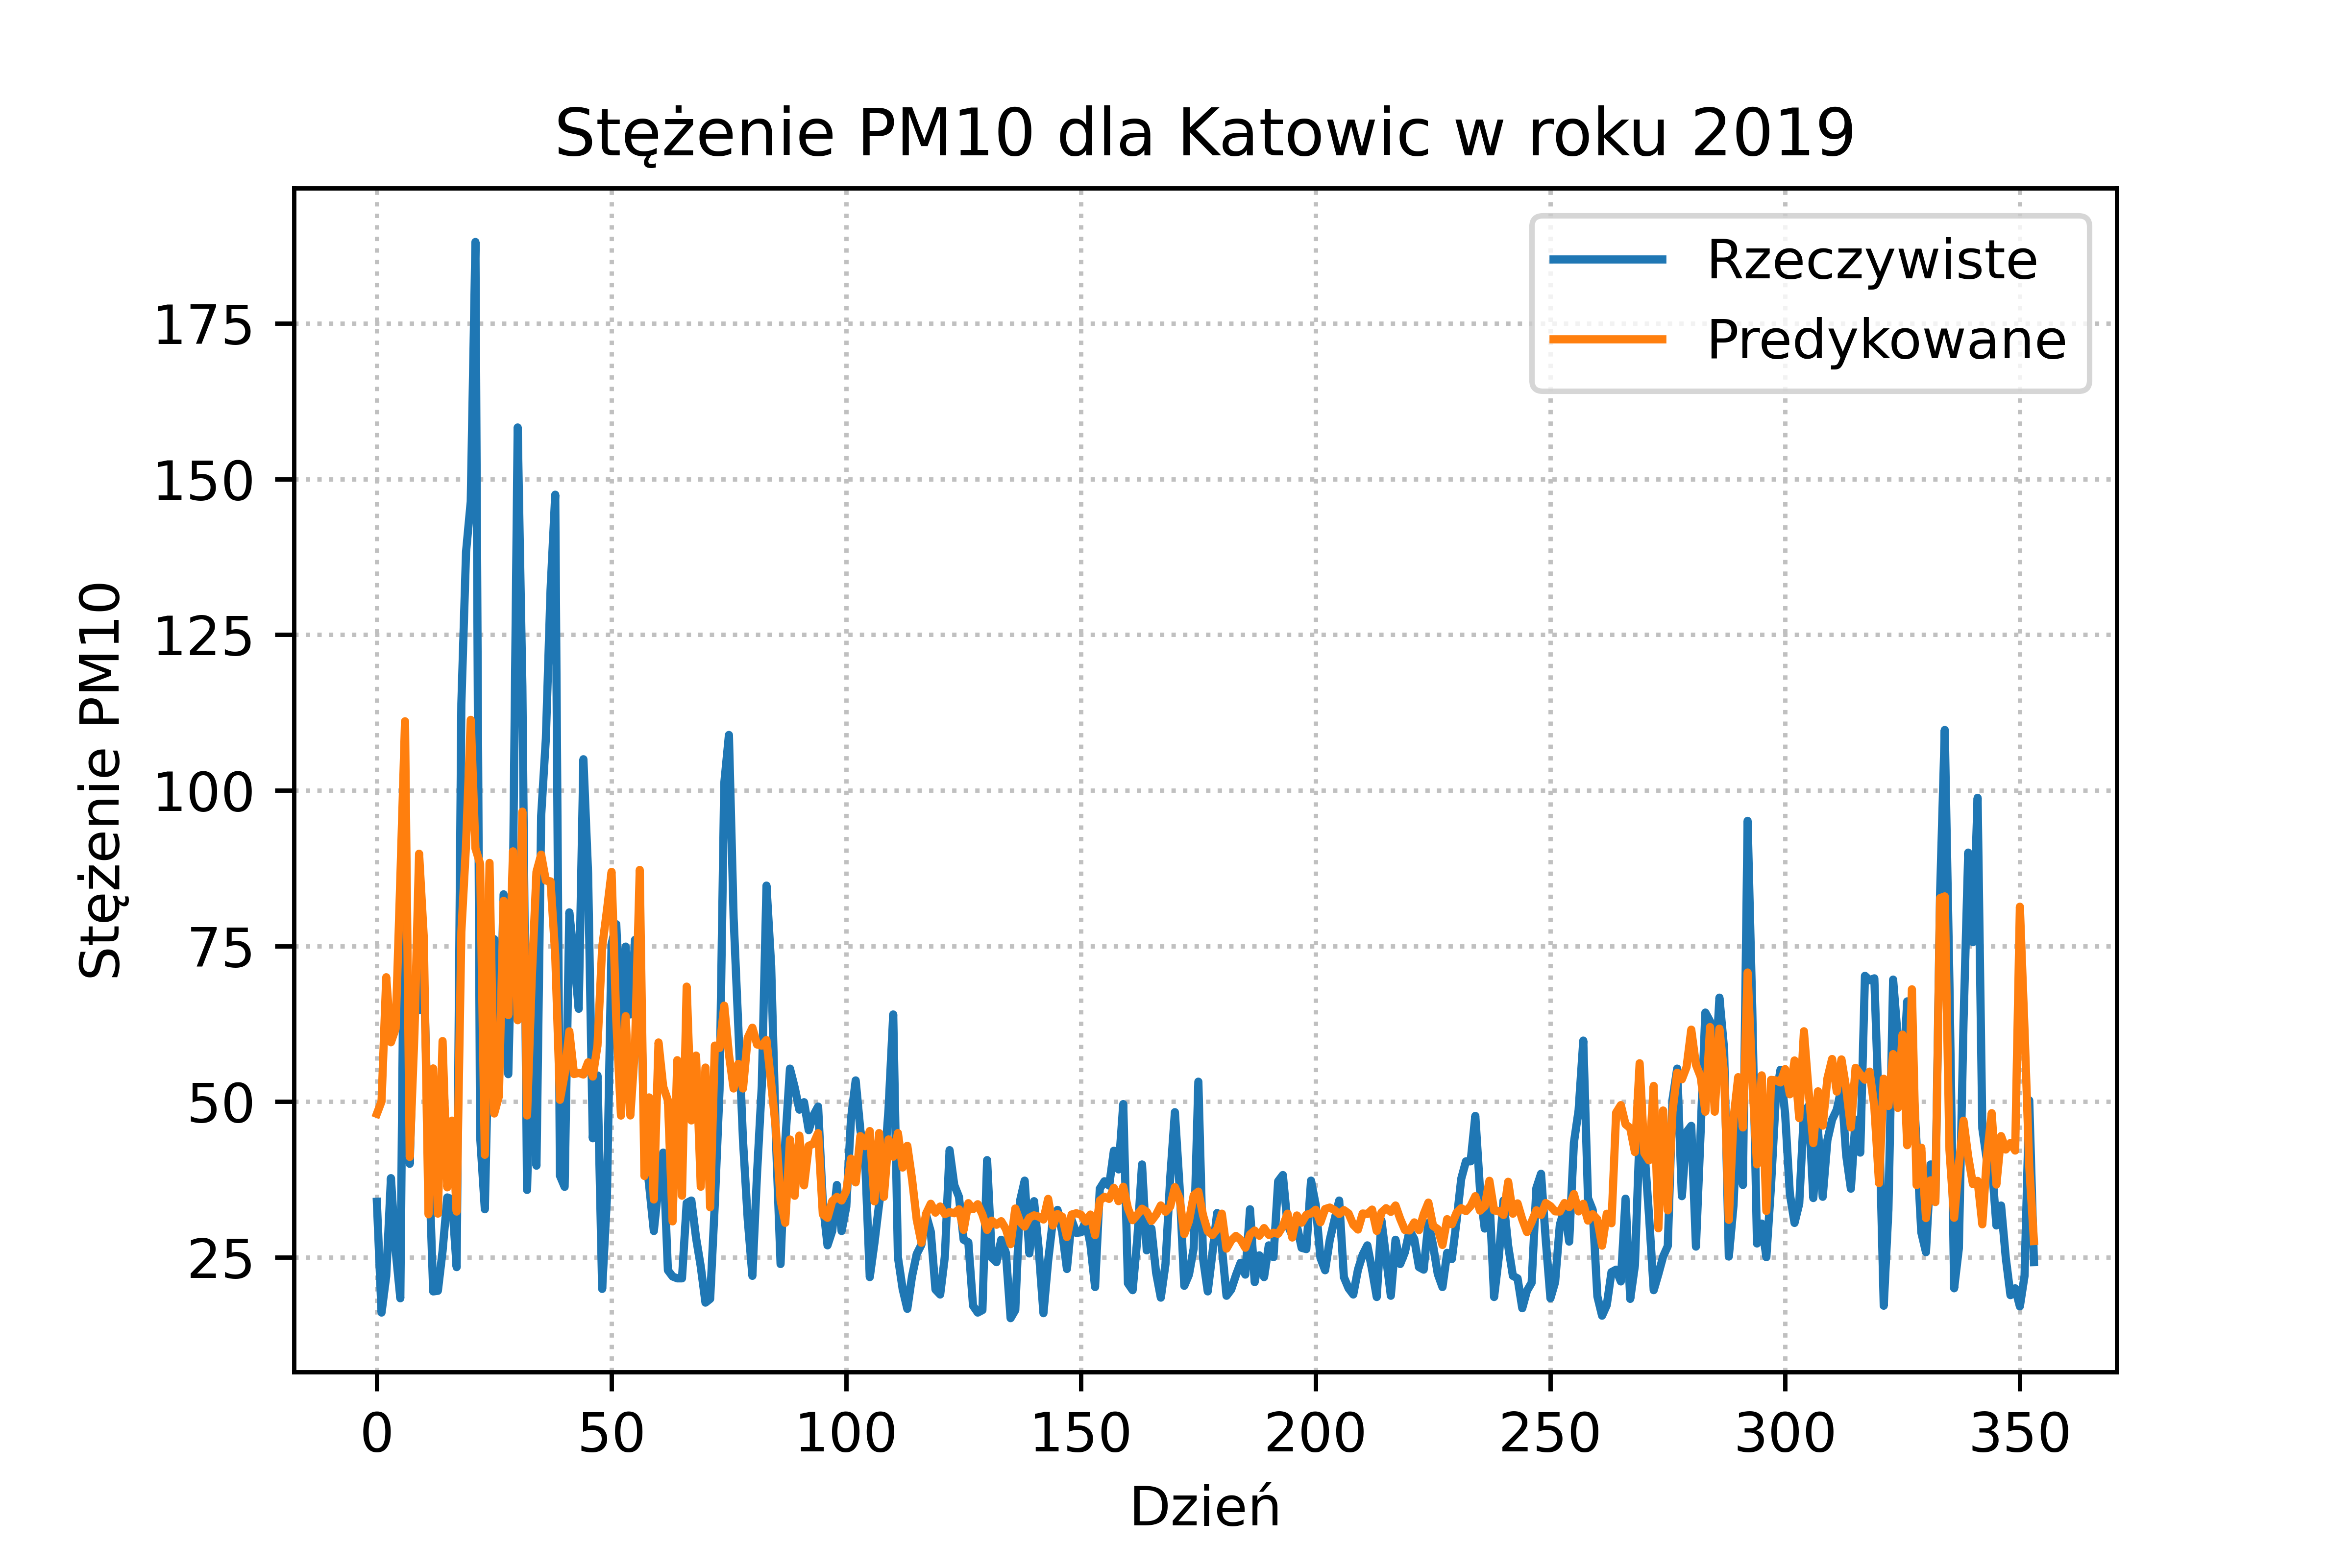 Stężenie PM10 dla Katowic w roku 2019
Rzeczywiste
Predykowane
Stężenie PM10
175
150
125
100
75
50
25
0 50 100 150 200 250 300 350
Dzień